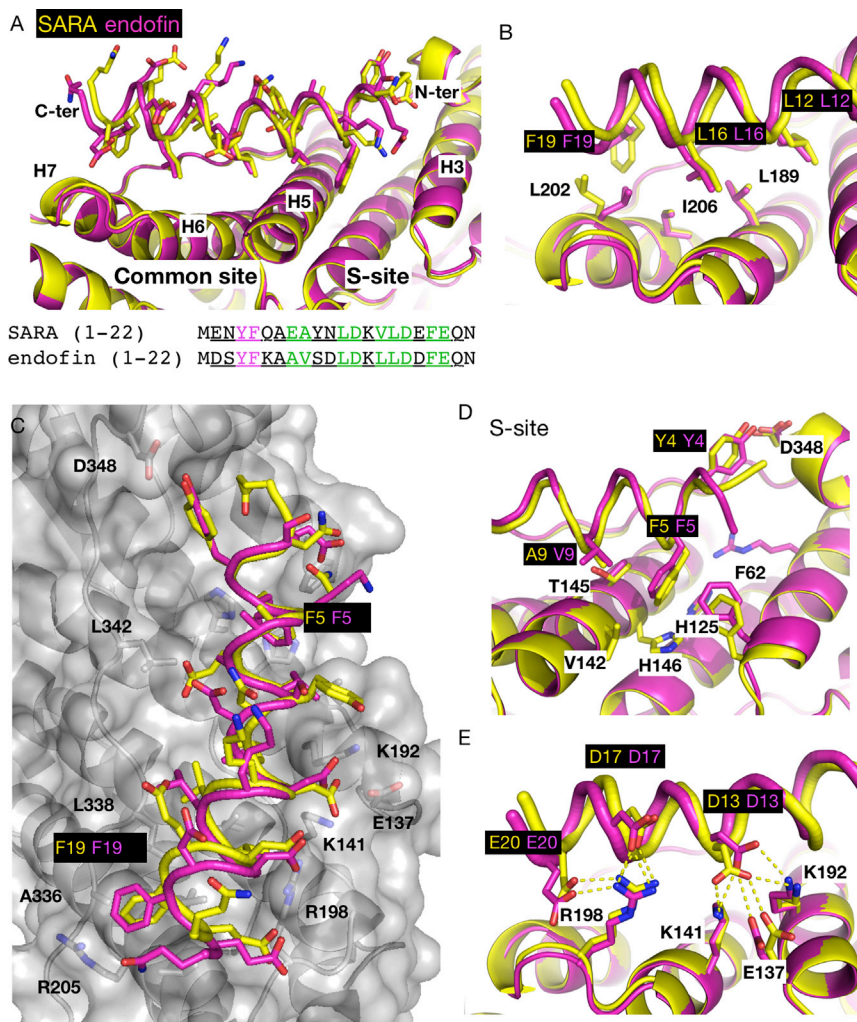 A
SARA endofin
N-ter
C-ter
H7
H3
H5
H6
Common site
S-site
SARA (1-22) MENYFQAEAYNLDKVLDEFEQN
endofin (1-22) MDSYFKAAVSDLDKLLDDFEQN
B
L12 L12
F19 F19
L16 L16
L189
L202
I206
C
D348
F5 F5
L342
K192
L338
E137
F19 F19
K141
A336
R198
R205
D
S-site
Y4 Y4
D348
F5 F5
A9 V9
F62
T145
H125
V142
H146
E
D17 D17
D13 D13
E20 E20
K192
R198
K141
E137